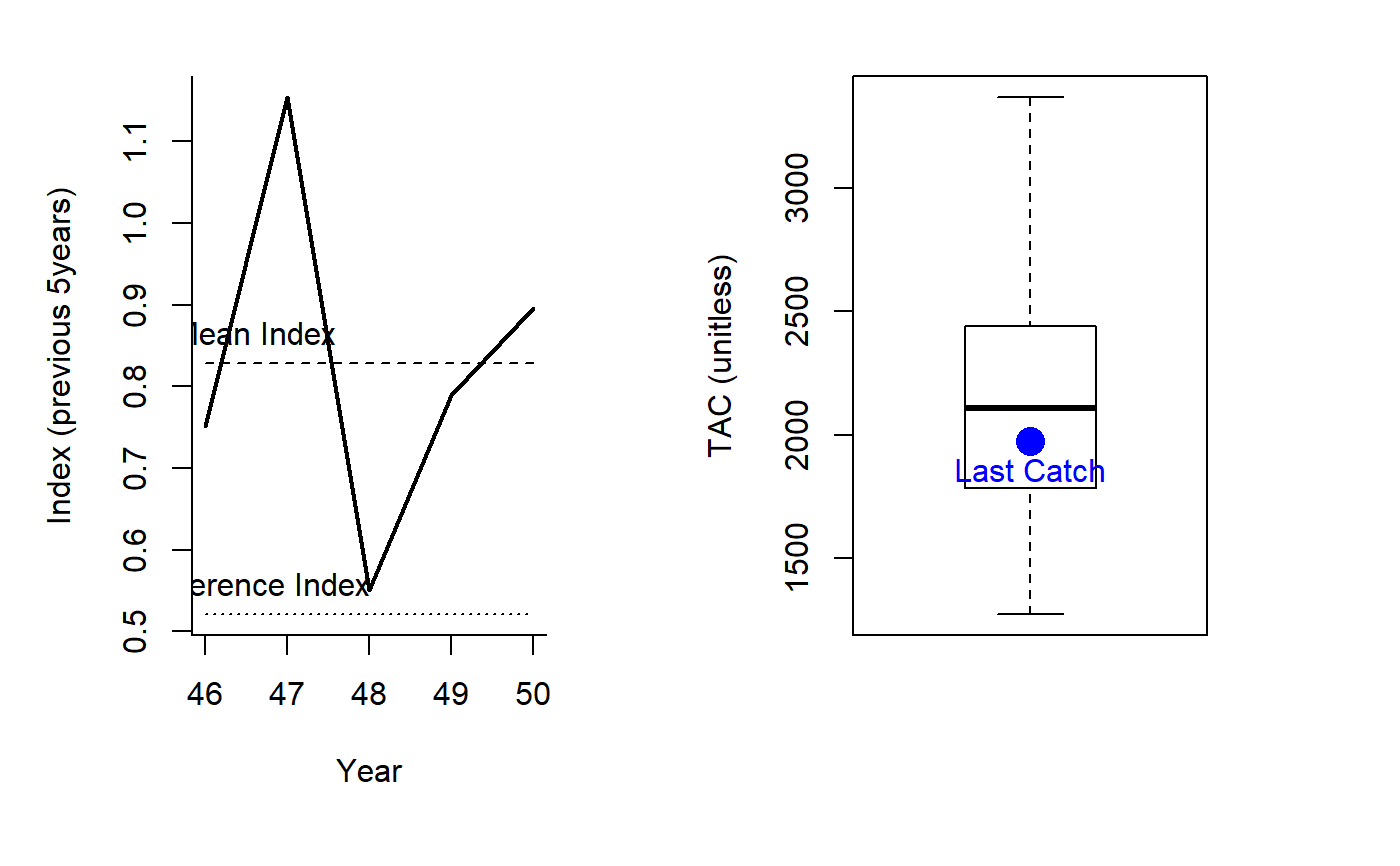 Index (previous 5years)
1.1
1.0
0.9
0.8
0.7
0.6
0.5
Mean Index
erence Index
46 47 48 49 50
Year
TAC (unitless)
3000
2500
2000
1500
Last Catch